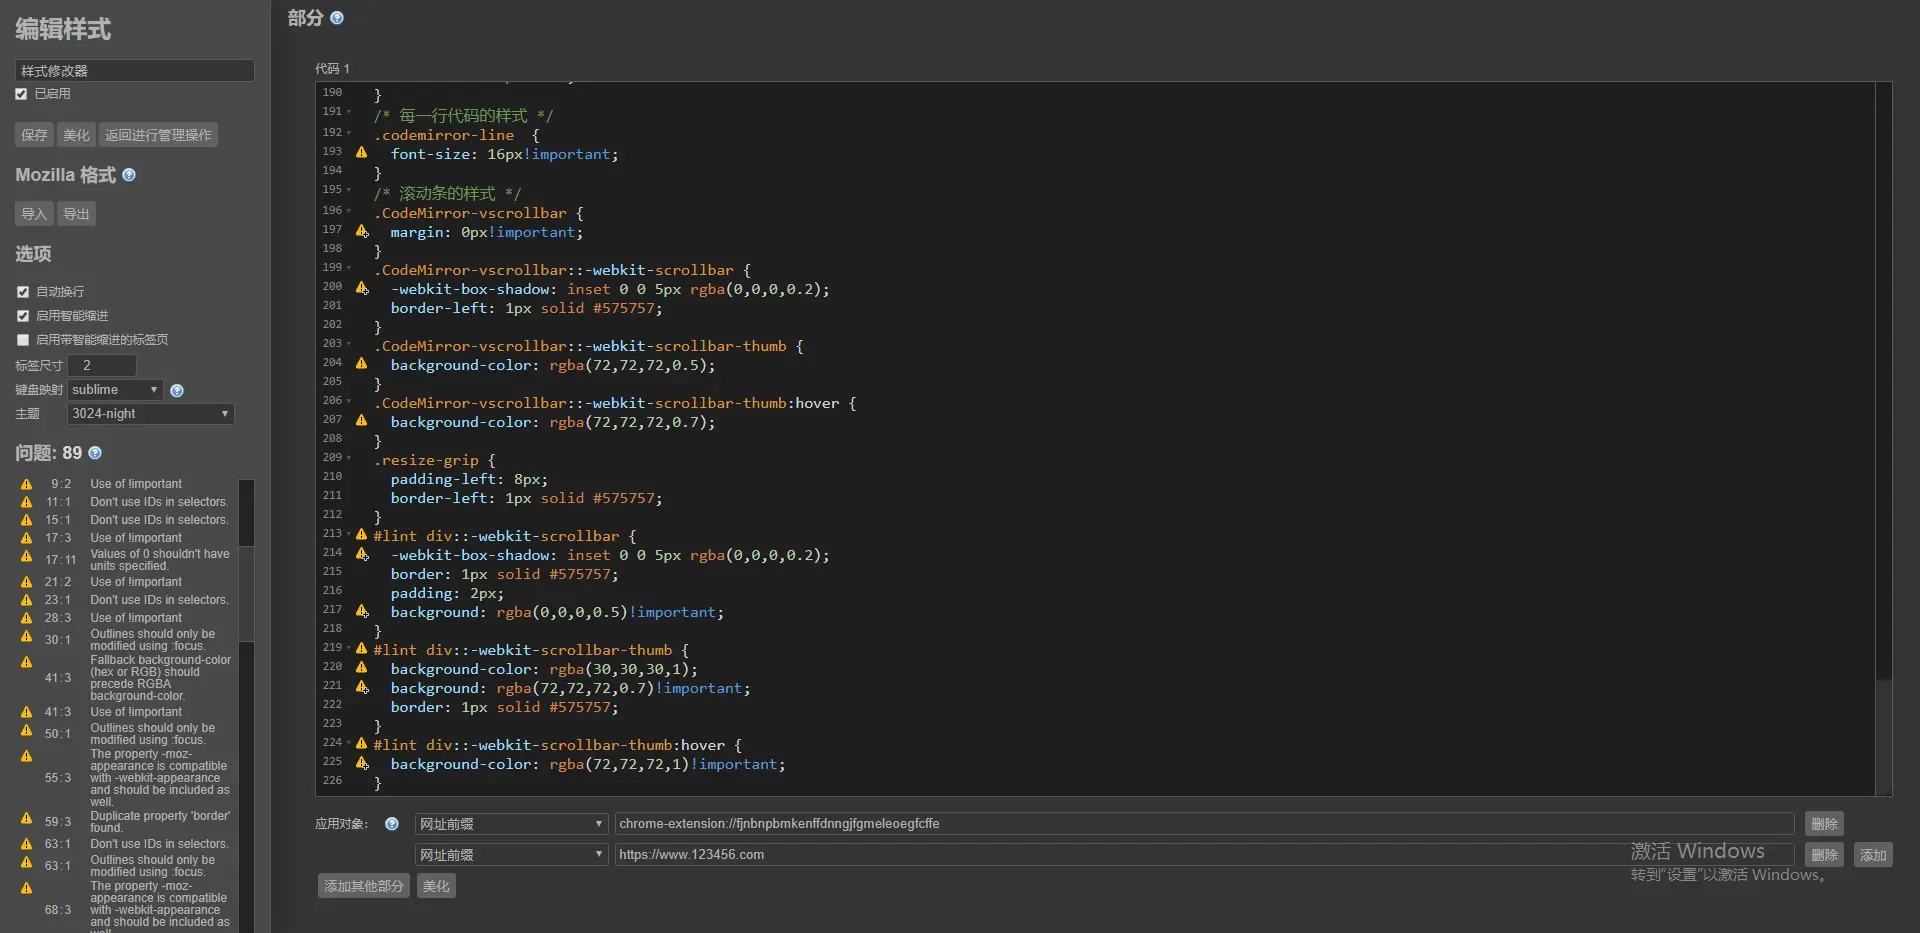 编辑样式
样式修改器
已启用
保存 美化 返回进行管理操作
Mozilla 格式
导入 导出
选项
自动换行
启用智能缩进
启用带智能缩进的标签页
标签尺寸 2
键盘映射 sublime
主题 3024-night
问题: 89
9:2 Use of !important
11:1 Don't use IDs in selectors.
15:1 Don't use IDs in selectors.
17:3 Use of !important
17:11 Values of 0 shouldn't have
units specified.
21:2 Use of !important
23:1 Don't use IDs in selectors.
28:3 Use of !important
30:1 Outlines should only be
modified using :focus.
41:3 Fallback background-color
(hex or RGB) should
precede RGBA
background-color.
41:3 Use of !important
50:1 Outlines should only be
modified using :focus.
55:3 The property -moz-
appearance is compatible
with -webkit-appearance
and should be included as
well.
59:3 Duplicate property 'border'
found.
63:1 Don't use IDs in selectors.
63:1 Outlines should only be
modified using :focus.
68:3 The property -moz-
appearance is compatible
with -webkit-appearance
and should be included as
well.
部分
代码 1
190 }
191 /* 每一行代码的样式 */
192 .codemirror-line  {
193   font-size: 16px!important;
194 }
195 /* 滚动条的样式 */
196 .CodeMirror-vscrollbar {
197   margin: 0px!important;
198 }
199 .CodeMirror-vscrollbar::-webkit-scrollbar {
200   -webkit-box-shadow: inset 0 0 5px rgba(0,0,0,0.2);
201   border-left: 1px solid #575757;
202 }
203 .CodeMirror-vscrollbar::-webkit-scrollbar-thumb {
204   background-color: rgba(72,72,72,0.5);
205 }
206 .CodeMirror-vscrollbar::-webkit-scrollbar-thumb:hover {
207   background-color: rgba(72,72,72,0.7);
208 }
209 .resize-grip {
210   padding-left: 8px;
211   border-left: 1px solid #575757;
212 }
213 #lint div::-webkit-scrollbar {
214   -webkit-box-shadow: inset 0 0 5px rgba(0,0,0,0.2);
215   border: 1px solid #575757;
216   padding: 2px;
217   background: rgba(0,0,0,0.5)!important;
218 }
219 #lint div::-webkit-scrollbar-thumb {
220   background-color: rgba(30,30,30,1);
221   background: rgba(72,72,72,0.7)!important;
222   border: 1px solid #575757;
223 }
224 #lint div::-webkit-scrollbar-thumb:hover {
225   background-color: rgba(72,72,72,1)!important;
226 }
应用对象: 网址前缀 chrome-extension://fjnbnpbmkenffdnngjfgmeleoegfcffe 删除
网址前缀 https://www.123456.com 删除 添加
添加其他部分 美化
激活 Windows
转到"设置"以激活 Windows。